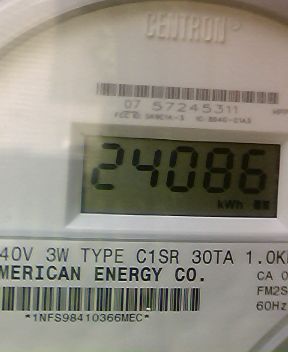 CENTRON
07 57245311
24086
kWh
40V 3W TYPE C1SR 30TA 1.0K
MERICAN ENERGY CO.
CA 0
FM2S
60Hz
*1NFS98410366MEC*